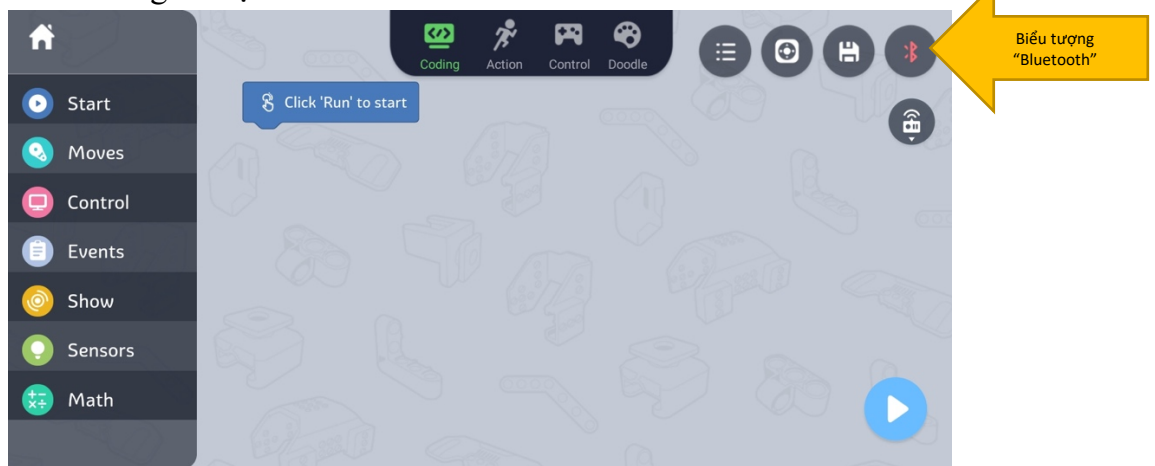 Coding
Action
Control
Doodle
Biểu tượng
“Bluetooth”
Start
Click 'Run' to start
Moves
Control
Events
Show
Sensors
Math